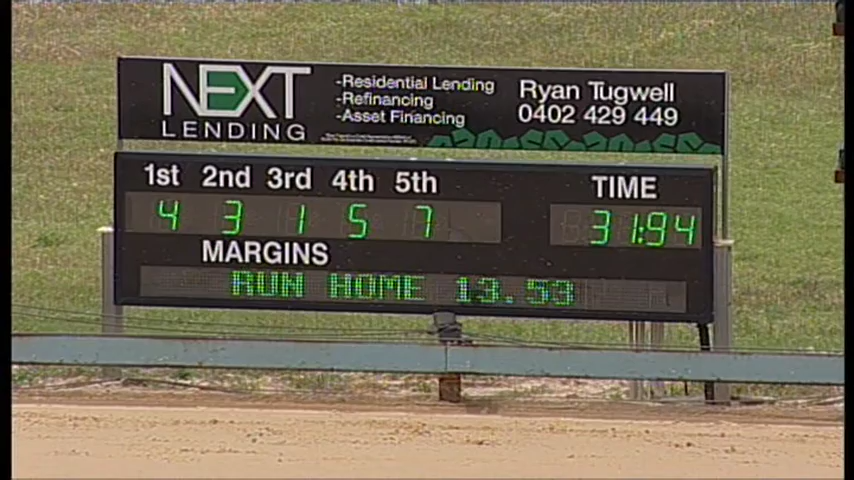 NEXT
LENDING
-Residential Lending
-Refinancing
-Asset Financing
Ryan Tugwell
0402 429 449
1st 2nd 3rd 4th 5th TIME
4 3 1 5 7 31:94
MARGINS
RUN HOME 13.53